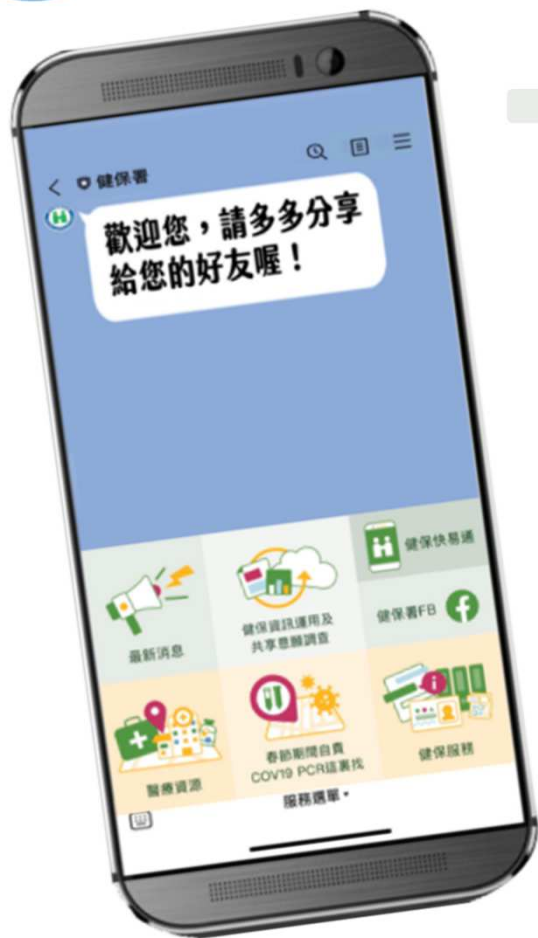 健保署
歡迎您，請多多分享
給您的好友喔！
最新消息
健保資訊運用及
共享意願調查
健保快易通
健保署FB
醫療資源
春節期間自費
COV19 PCR這裏找
健保服務
服務選單